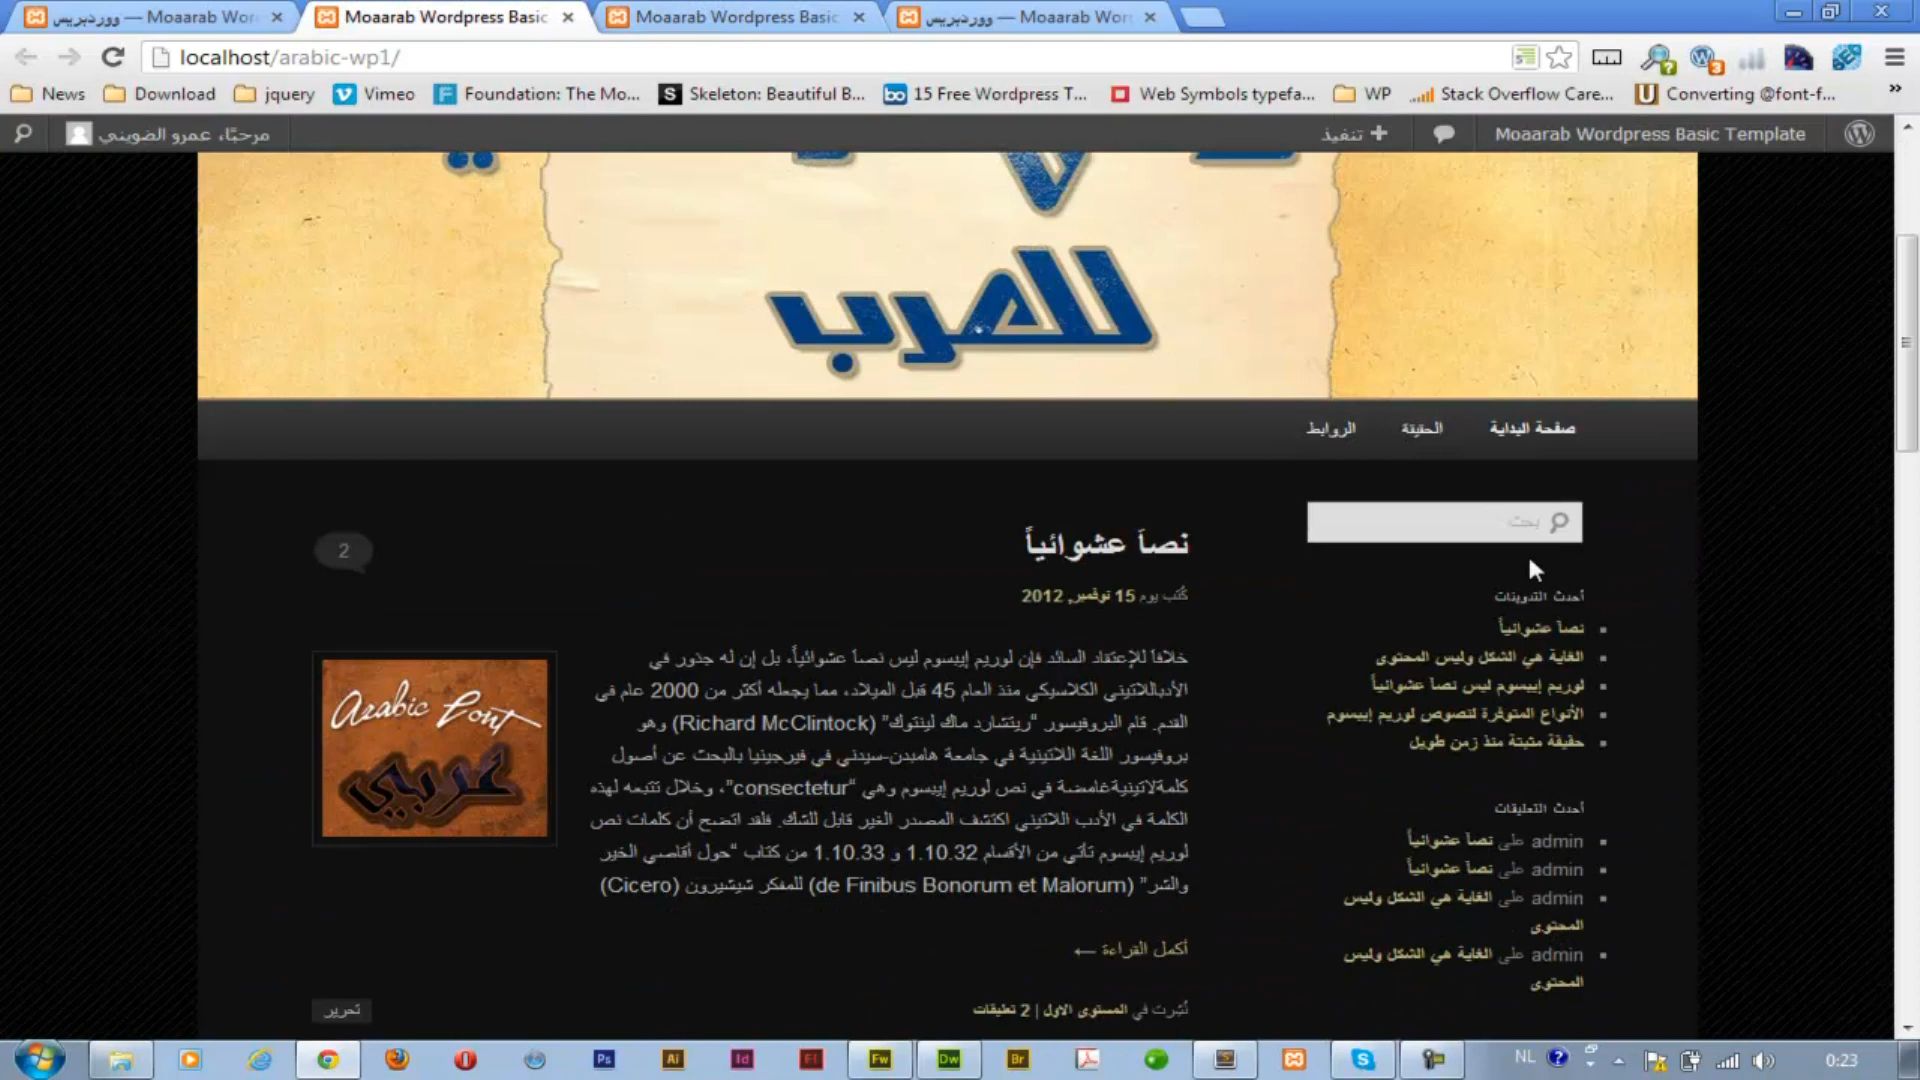 ووردبريس — Moaarab Wor
Moaarab Wordpress Basic
Moaarab Wordpress Basic
ووردبريس — Moaarab Wor
localhost/arabic-wp1/
News
Download
jquery
Vimeo
Foundation: The Mo...
Skeleton: Beautiful B...
15 Free Wordpress T...
Web Symbols typefa...
WP
Stack Overflow Care...
Converting @font-f...
Moaarab Wordpress Basic Template
تنفيذ
مرحبًا، عمرو الضويني
للعرب
صفحة البداية
الحقيقة
الروابط
بحث
نصاً عشوائياً
2
كُتب يوم 15 نوفمبر, 2012
خلافاَ للإعتقاد السائد فإن لوريم إيبسوم ليس نصاَ عشوائياً، بل إن له جذور في
الأدباللاتيني الكلاسيكي منذ العام 45 قبل الميلاد، مما يجعله أكثر من 2000 عام في
القدم. قام البروفيسور "ريتشارد ماك لينتوك" (Richard McClintock) وهو
بروفيسور اللغة اللاتينية في جامعة هامبدن-سيدني في فيرجينيا بالبحث عن أصول
كلمةلاتينيةغامضة في نص لوريم إيبسوم وهي "consectetur"، وخلال تتبعه لهذه
الكلمة في الأدب اللاتيني اكتشف المصدر الغير قابل للشك. فلقد اتضح أن كلمات نص
لوريم إيبسوم تأتي من الأقسام 1.10.32 و 1.10.33 من كتاب "حول أقاصي الخير
والشر" (de Finibus Bonorum et Malorum) للمفكر شيشيرون (Cicero)
Arabic Font
عربي
أكمل القراءة ←
نُشرت في المستوى الاول | 2 تعليقات
تحرير
أحدث التدوينات
نصاَ عشوائياً
الغاية هي الشكل وليس المحتوى
لوريم إيبسوم ليس نصاَ عشوائياً
الأنواع المتوفرة لنصوص لوريم إيبسوم
حقيقة مثبتة منذ زمن طويل
أحدث التعليقات
admin على نصاَ عشوائياً
admin على نصاَ عشوائياً
admin على الغاية هي الشكل وليس
المحتوى
admin على الغاية هي الشكل وليس
المحتوى
Ps
Ai
Id
Fl
Fw
Dw
Br
NL
0:23